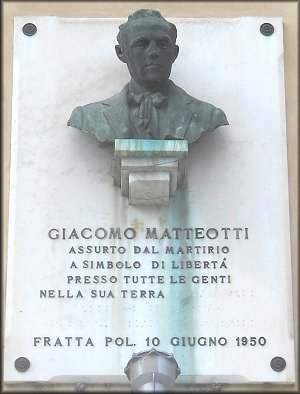 GIACOMO MATTEOTTI
ASSURTO DAL MARTIRIO
A SIMBOLO DI LIBERTÁ
PRESSO TUTTE LE GENTI
NELLA SUA TERRA
FRATTA POL. 10 GIUGNO 1950